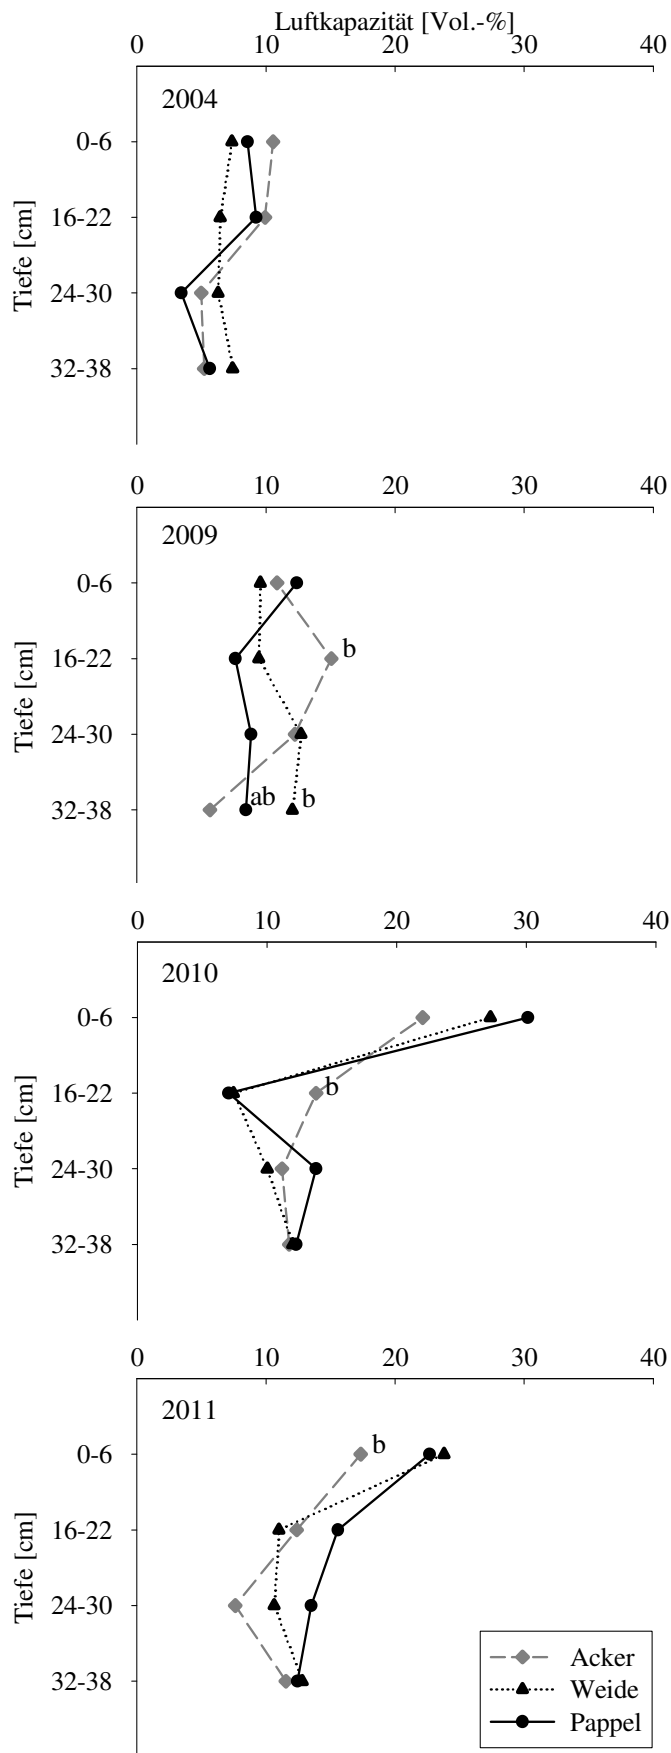 Luftkapazität [Vol.-%]
0 10 20 30 40
2004
0-6
16-22
24-30
32-38
Tiefe [cm]
0 10 20 30 40
2009
0-6
16-22 b
24-30
32-38 ab b
Tiefe [cm]
0 10 20 30 40
2010
0-6
16-22 b
24-30
32-38
Tiefe [cm]
0 10 20 30 40
2011
0-6 b
16-22
24-30
32-38
Tiefe [cm]
Acker
Weide
Pappel